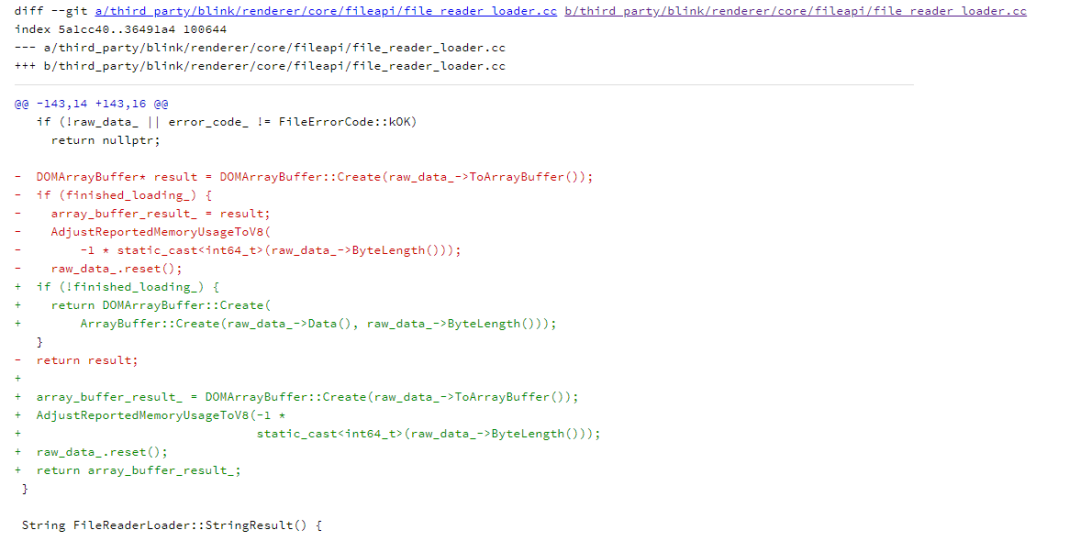 diff --git a/third_party/blink/renderer/core/fileapi/file_reader_loader.cc b/third_party/blink/renderer/core/fileapi/file_reader_loader.cc
index 5a1cc40..36491a4 100644
--- a/third_party/blink/renderer/core/fileapi/file_reader_loader.cc
+++ b/third_party/blink/renderer/core/fileapi/file_reader_loader.cc
@@ -143,14 +143,16 @@
   if (!raw_data_ || error_code_ != FileErrorCode::kOK)
     return nullptr;

-  DOMArrayBuffer* result = DOMArrayBuffer::Create(raw_data_->ToArrayBuffer());
-  if (finished_loading_) {
-    array_buffer_result_ = result;
-    AdjustReportedMemoryUsageToV8(
-        -1 * static_cast<int64_t>(raw_data_->ByteLength()));
-    raw_data_.reset();
+  if (!finished_loading_) {
+    return DOMArrayBuffer::Create(
+        ArrayBuffer::Create(raw_data_->Data(), raw_data_->ByteLength()));
   }
-  return result;
+
+  array_buffer_result_ = DOMArrayBuffer::Create(raw_data_->ToArrayBuffer());
+  AdjustReportedMemoryUsageToV8(-1 *
+                                static_cast<int64_t>(raw_data_->ByteLength()));
+  raw_data_.reset();
+  return array_buffer_result_;
 }

 String FileReaderLoader::StringResult() {